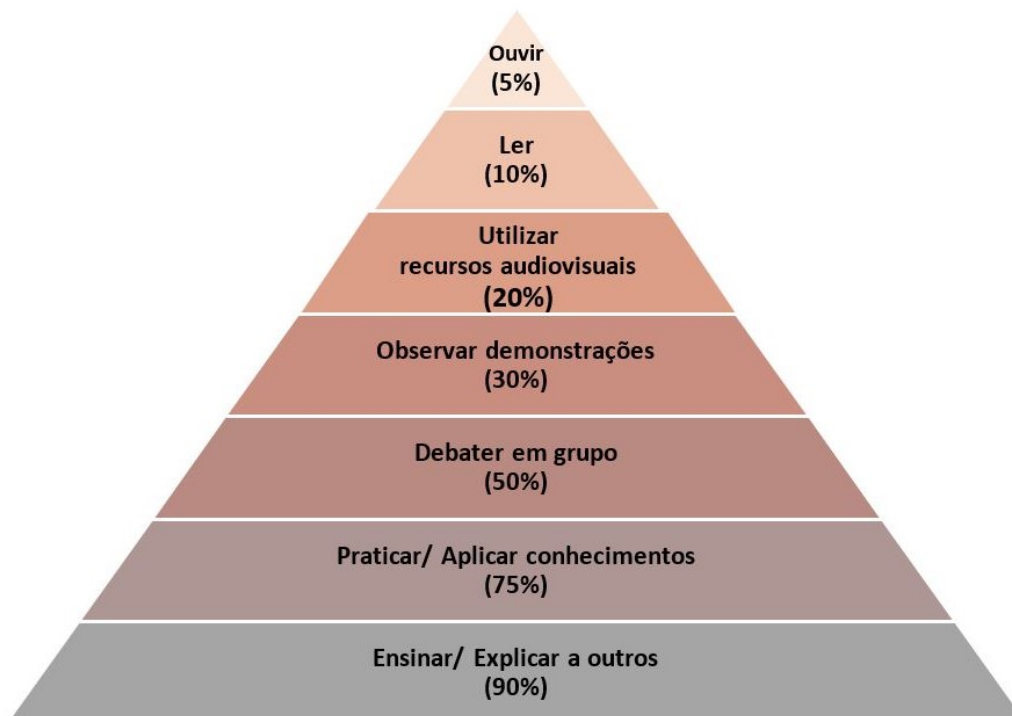 Ouvir
(5%)
Ler
(10%)
Utilizar
recursos audiovisuais
(20%)
Observar demonstrações
(30%)
Debater em grupo
(50%)
Praticar/ Aplicar conhecimentos
(75%)
Ensinar/ Explicar a outros
(90%)